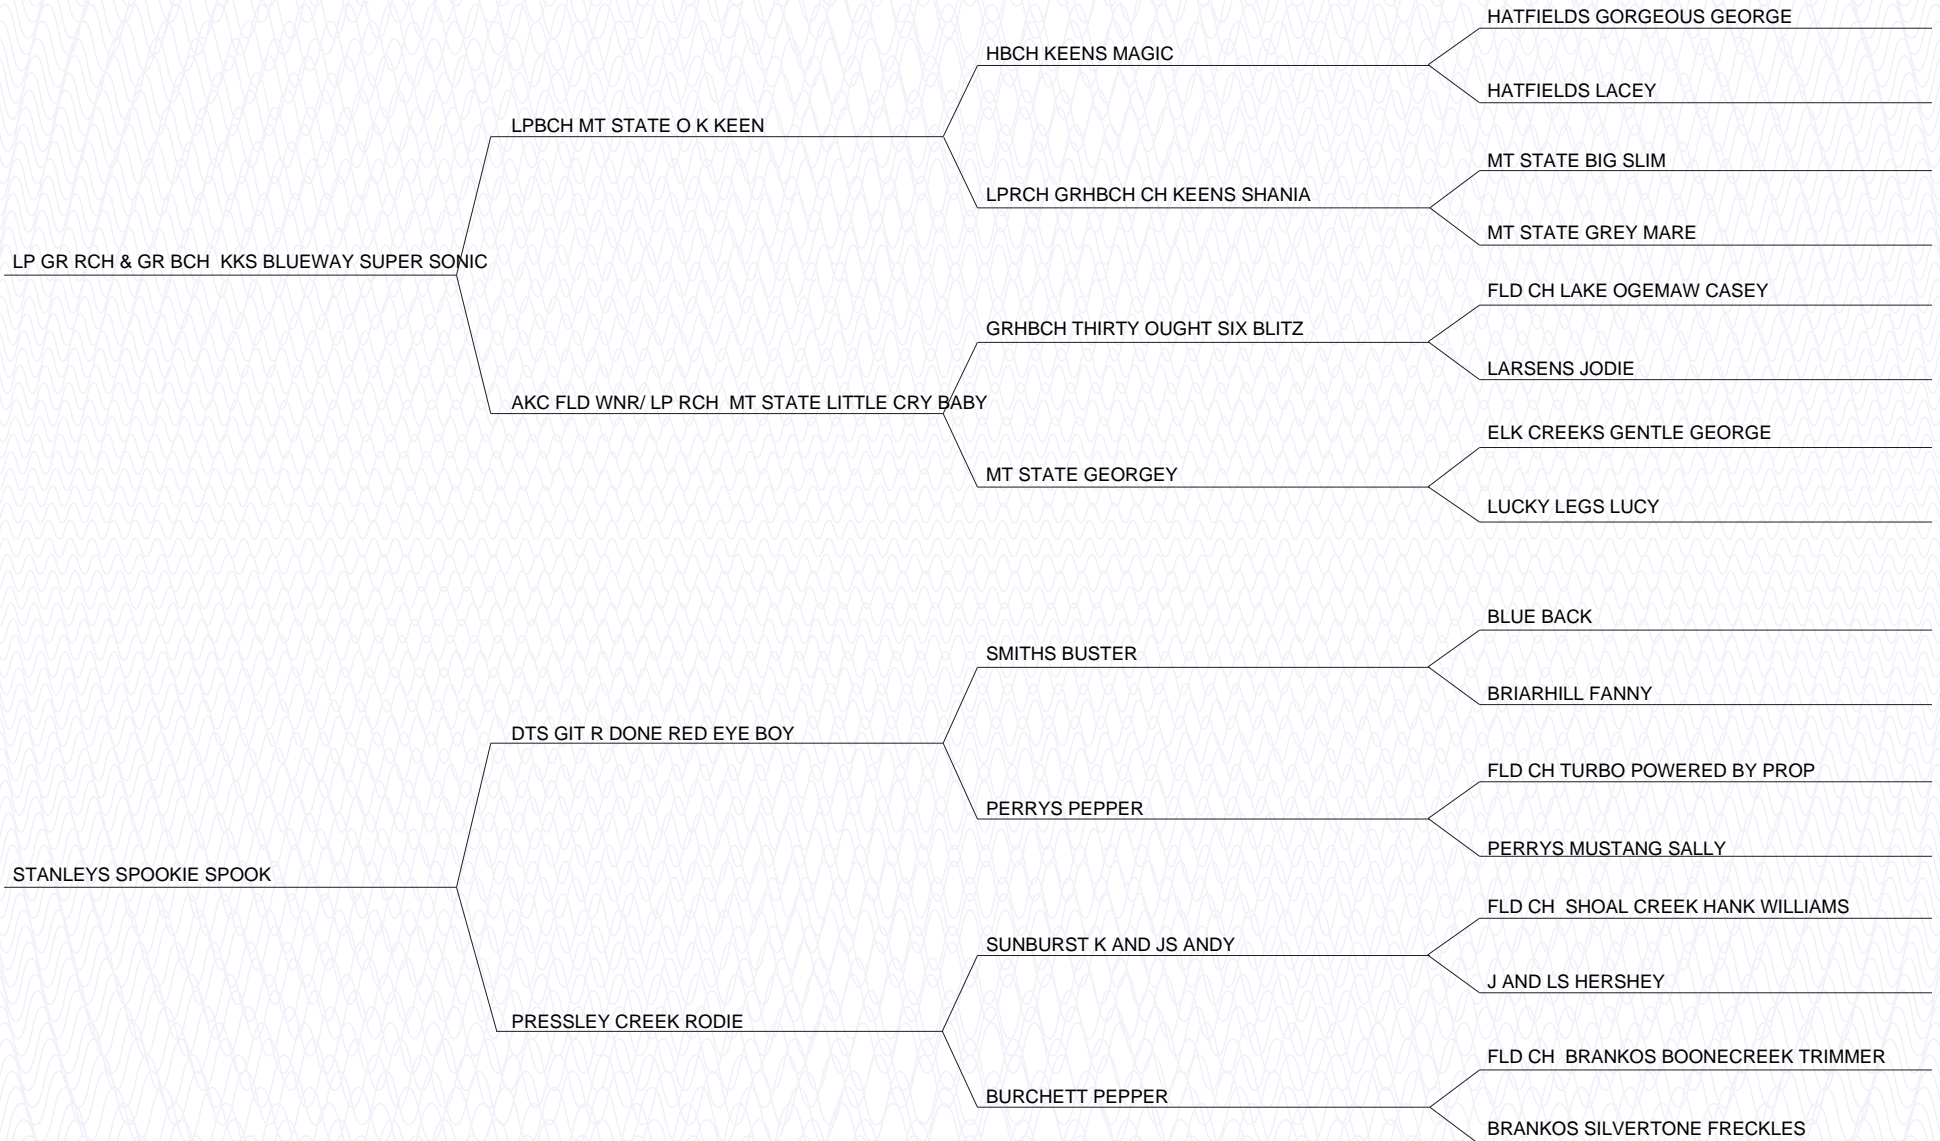 HATFIELDS GORGEOUS GEORGE
HBCH KEENS MAGIC
HATFIELDS LACEY
LPBCH MT STATE O K KEEN
MT STATE BIG SLIM
LPRCH GRHBCH CH KEENS SHANIA
MT STATE GREY MARE
LP GR RCH & GR BCH  KKS BLUEWAY SUPER SONIC
FLD CH LAKE OGEMAW CASEY
GRHBCH THIRTY OUGHT SIX BLITZ
LARSENS JODIE
AKC FLD WNR/ LP RCH  MT STATE LITTLE CRY BABY
ELK CREEKS GENTLE GEORGE
MT STATE GEORGEY
LUCKY LEGS LUCY
BLUE BACK
SMITHS BUSTER
BRIARHILL FANNY
DTS GIT R DONE RED EYE BOY
FLD CH TURBO POWERED BY PROP
PERRYS PEPPER
PERRYS MUSTANG SALLY
STANLEYS SPOOKIE SPOOK
FLD CH  SHOAL CREEK HANK WILLIAMS
SUNBURST K AND JS ANDY
J AND LS HERSHEY
PRESSLEY CREEK RODIE
FLD CH  BRANKOS BOONECREEK TRIMMER
BURCHETT PEPPER
BRANKOS SILVERTONE FRECKLES